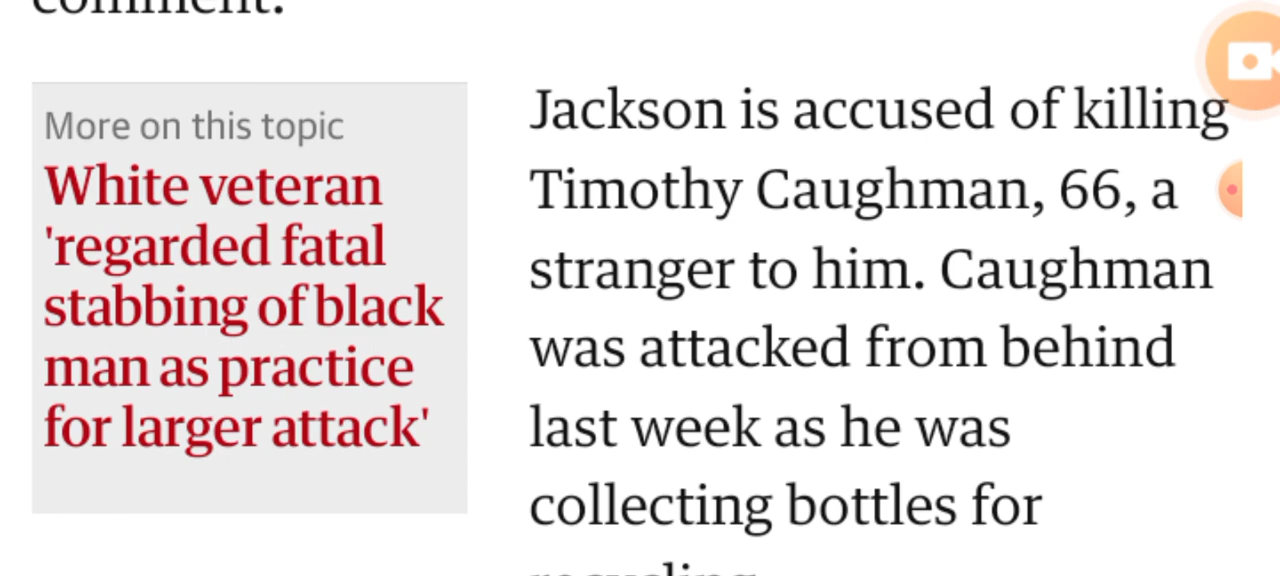 comment.
More on this topic
White veteran
'regarded fatal
stabbing of black
man as practice
for larger attack'
Jackson is accused of killing
Timothy Caughman, 66, a
stranger to him. Caughman
was attacked from behind
last week as he was
collecting bottles for
recycling